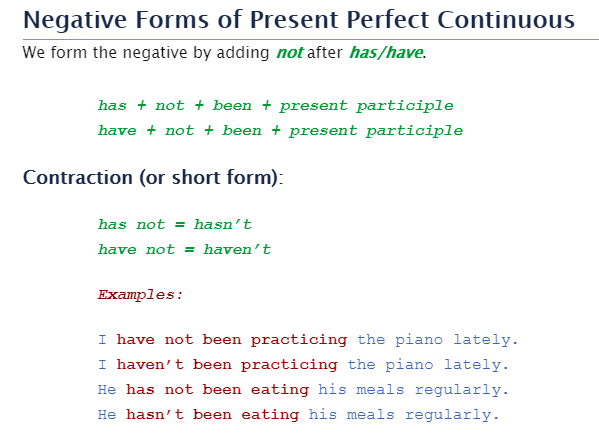 Negative Forms of Present Perfect Continuous
We form the negative by adding not after has/have.
has + not + been + present participle
have + not + been + present participle
Contraction (or short form):
has not = hasn’t
have not = haven’t
Examples:
I have not been practicing the piano lately.
I haven’t been practicing the piano lately.
He has not been eating his meals regularly.
He hasn’t been eating his meals regularly.